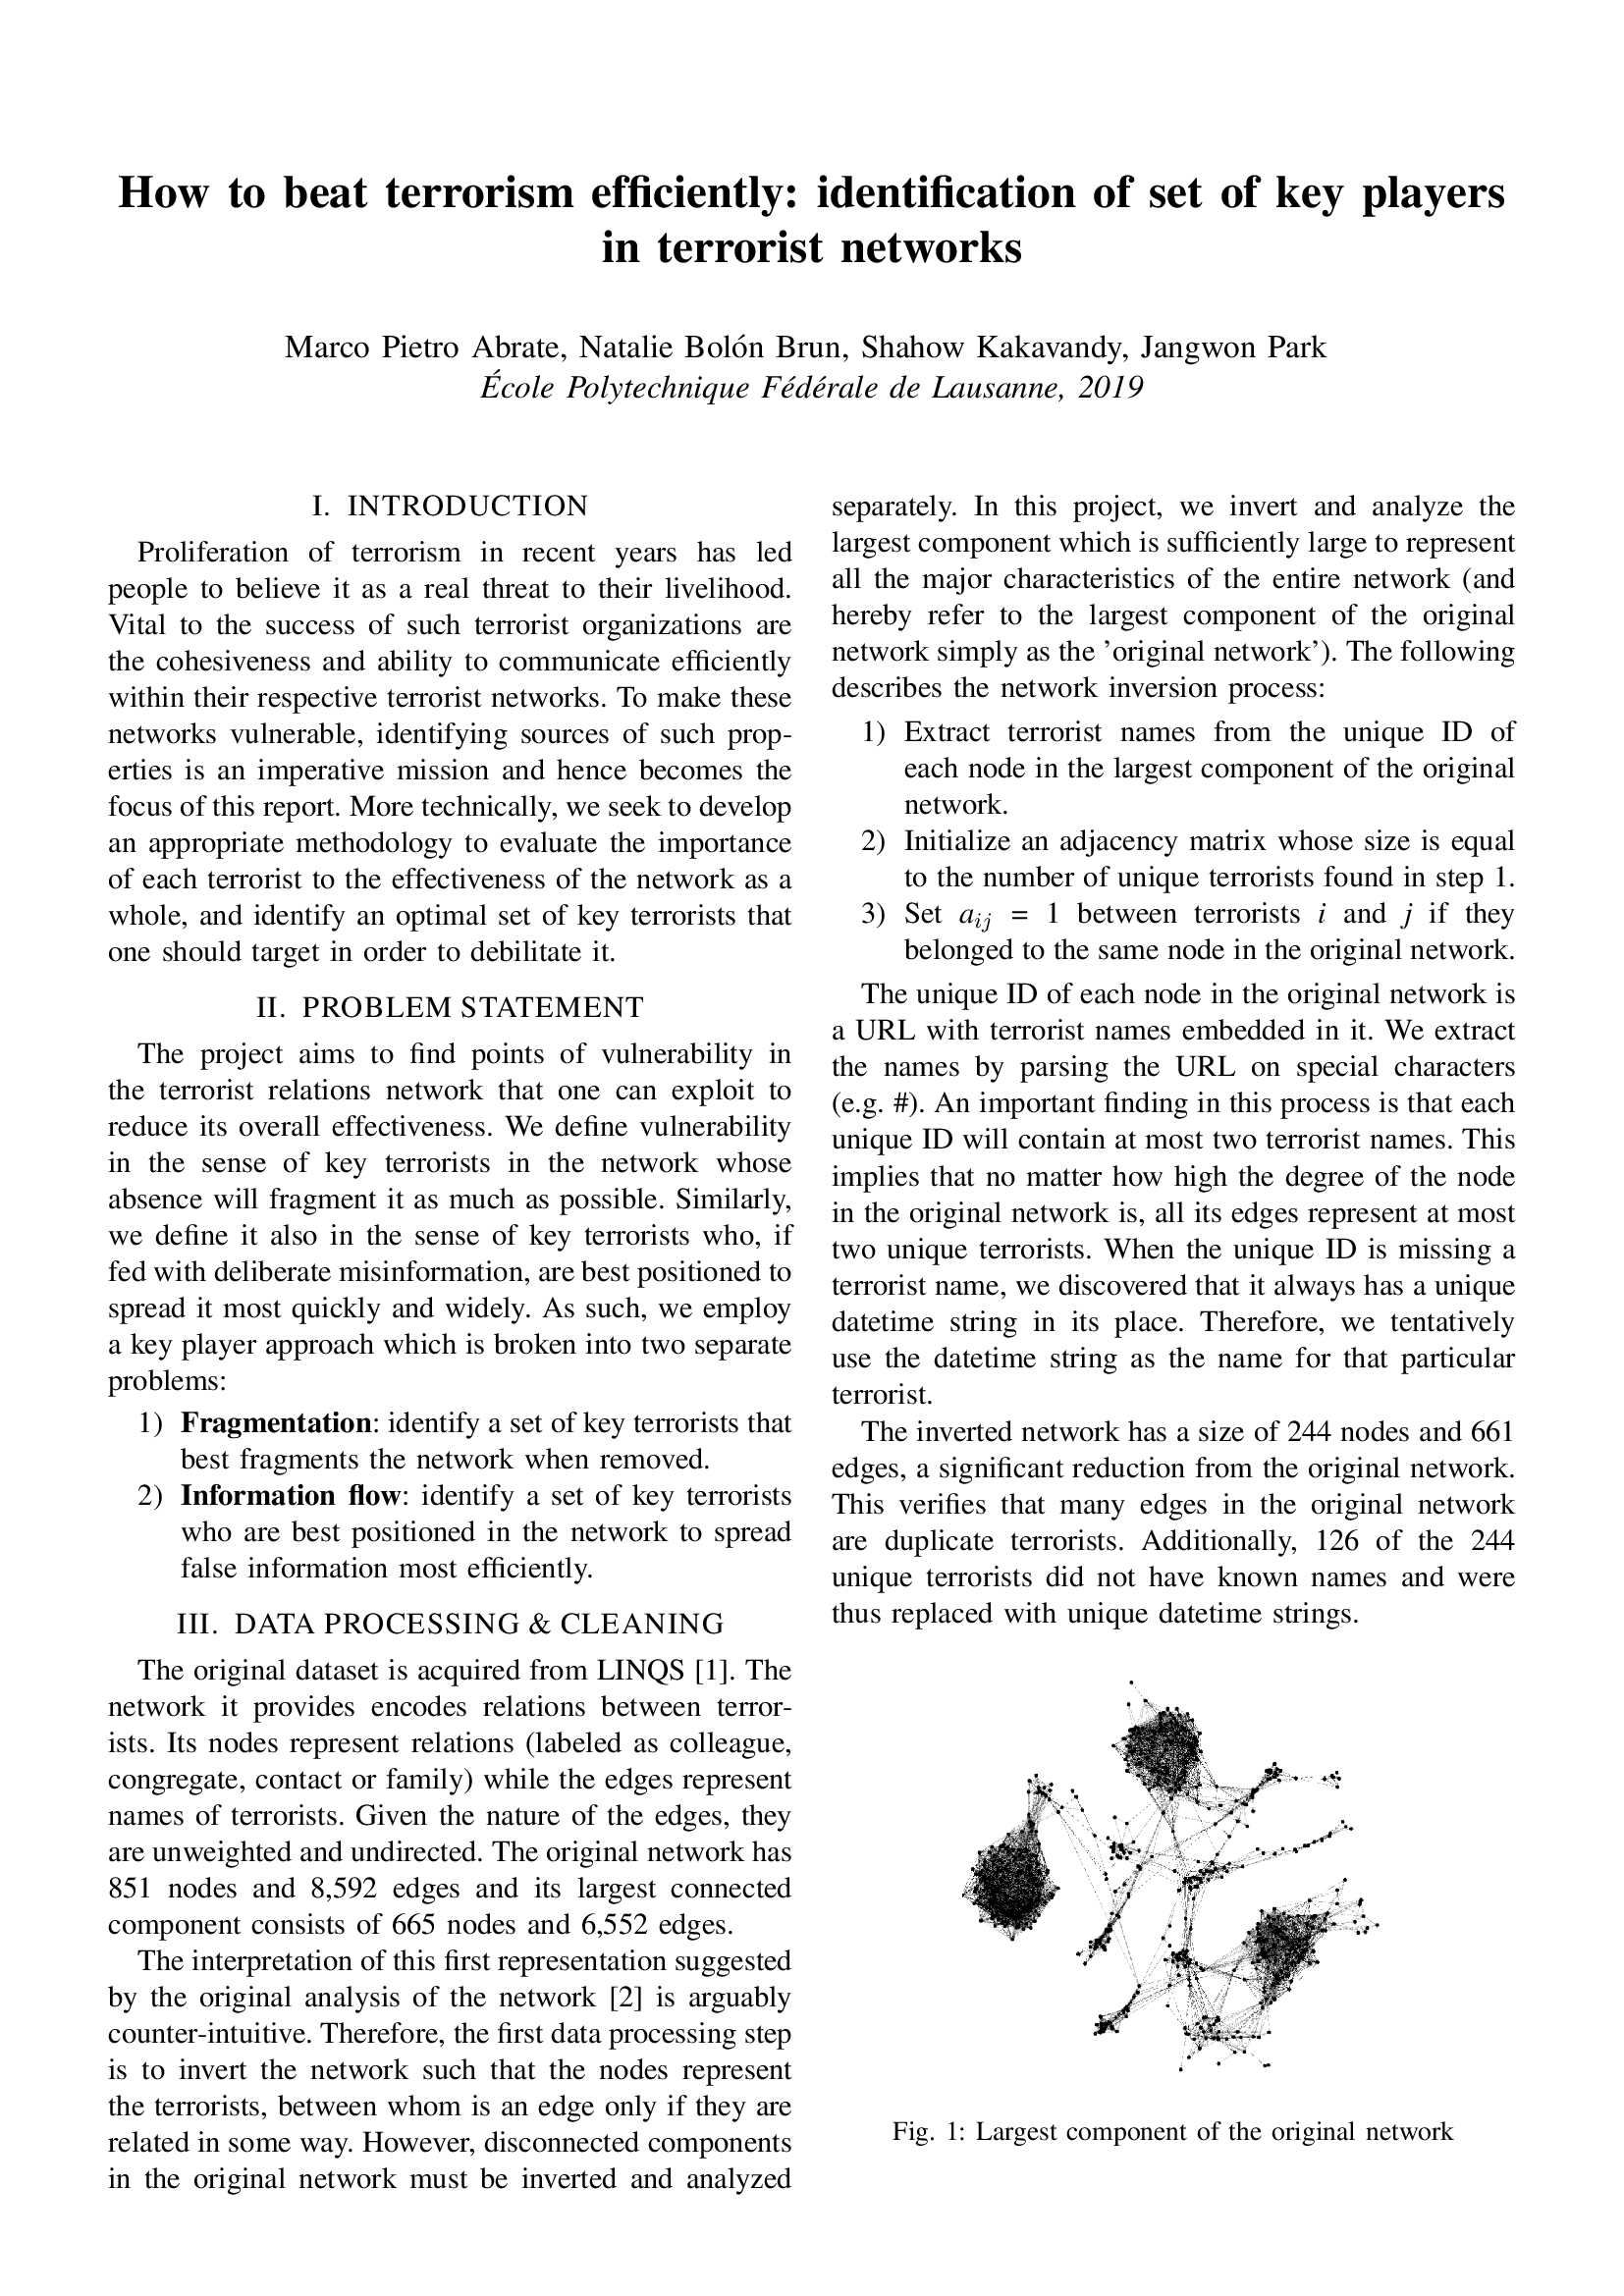 How to beat terrorism efficiently: identification of set of key players
in terrorist networks
Marco Pietro Abrate, Natalie Bolón Brun, Shahow Kakavandy, Jangwon Park
École Polytechnique Fédérale de Lausanne, 2019
I. INTRODUCTION
Proliferation of terrorism in recent years has led
people to believe it as a real threat to their livelihood.
Vital to the success of such terrorist organizations are
the cohesiveness and ability to communicate efficiently
within their respective terrorist networks. To make these
networks vulnerable, identifying sources of such prop-
erties is an imperative mission and hence becomes the
focus of this report. More technically, we seek to develop
an appropriate methodology to evaluate the importance
of each terrorist to the effectiveness of the network as a
whole, and identify an optimal set of key terrorists that
one should target in order to debilitate it.
II. PROBLEM STATEMENT
The project aims to find points of vulnerability in
the terrorist relations network that one can exploit to
reduce its overall effectiveness. We define vulnerability
in the sense of key terrorists in the network whose
absence will fragment it as much as possible. Similarly,
we define it also in the sense of key terrorists who, if
fed with deliberate misinformation, are best positioned to
spread it most quickly and widely. As such, we employ
a key player approach which is broken into two separate
problems:
1) Fragmentation: identify a set of key terrorists that
best fragments the network when removed.
2) Information flow: identify a set of key terrorists
who are best positioned in the network to spread
false information most efficiently.
III. DATA PROCESSING & CLEANING
The original dataset is acquired from LINQS [1]. The
network it provides encodes relations between terror-
ists. Its nodes represent relations (labeled as colleague,
congregate, contact or family) while the edges represent
names of terrorists. Given the nature of the edges, they
are unweighted and undirected. The original network has
851 nodes and 8,592 edges and its largest connected
component consists of 665 nodes and 6,552 edges.
The interpretation of this first representation suggested
by the original analysis of the network [2] is arguably
counter-intuitive. Therefore, the first data processing step
is to invert the network such that the nodes represent
the terrorists, between whom is an edge only if they are
related in some way. However, disconnected components
in the original network must be inverted and analyzed
separately. In this project, we invert and analyze the
largest component which is sufficiently large to represent
all the major characteristics of the entire network (and
hereby refer to the largest component of the original
network simply as the 'original network'). The following
describes the network inversion process:
1) Extract terrorist names from the unique ID of
each node in the largest component of the original
network.
2) Initialize an adjacency matrix whose size is equal
to the number of unique terrorists found in step 1.
3) Set aij = 1 between terrorists i and j if they
belonged to the same node in the original network.
The unique ID of each node in the original network is
a URL with terrorist names embedded in it. We extract
the names by parsing the URL on special characters
(e.g. #). An important finding in this process is that each
unique ID will contain at most two terrorist names. This
implies that no matter how high the degree of the node
in the original network is, all its edges represent at most
two unique terrorists. When the unique ID is missing a
terrorist name, we discovered that it always has a unique
datetime string in its place. Therefore, we tentatively
use the datetime string as the name for that particular
terrorist.
The inverted network has a size of 244 nodes and 661
edges, a significant reduction from the original network.
This verifies that many edges in the original network
are duplicate terrorists. Additionally, 126 of the 244
unique terrorists did not have known names and were
thus replaced with unique datetime strings.
Fig. 1: Largest component of the original network